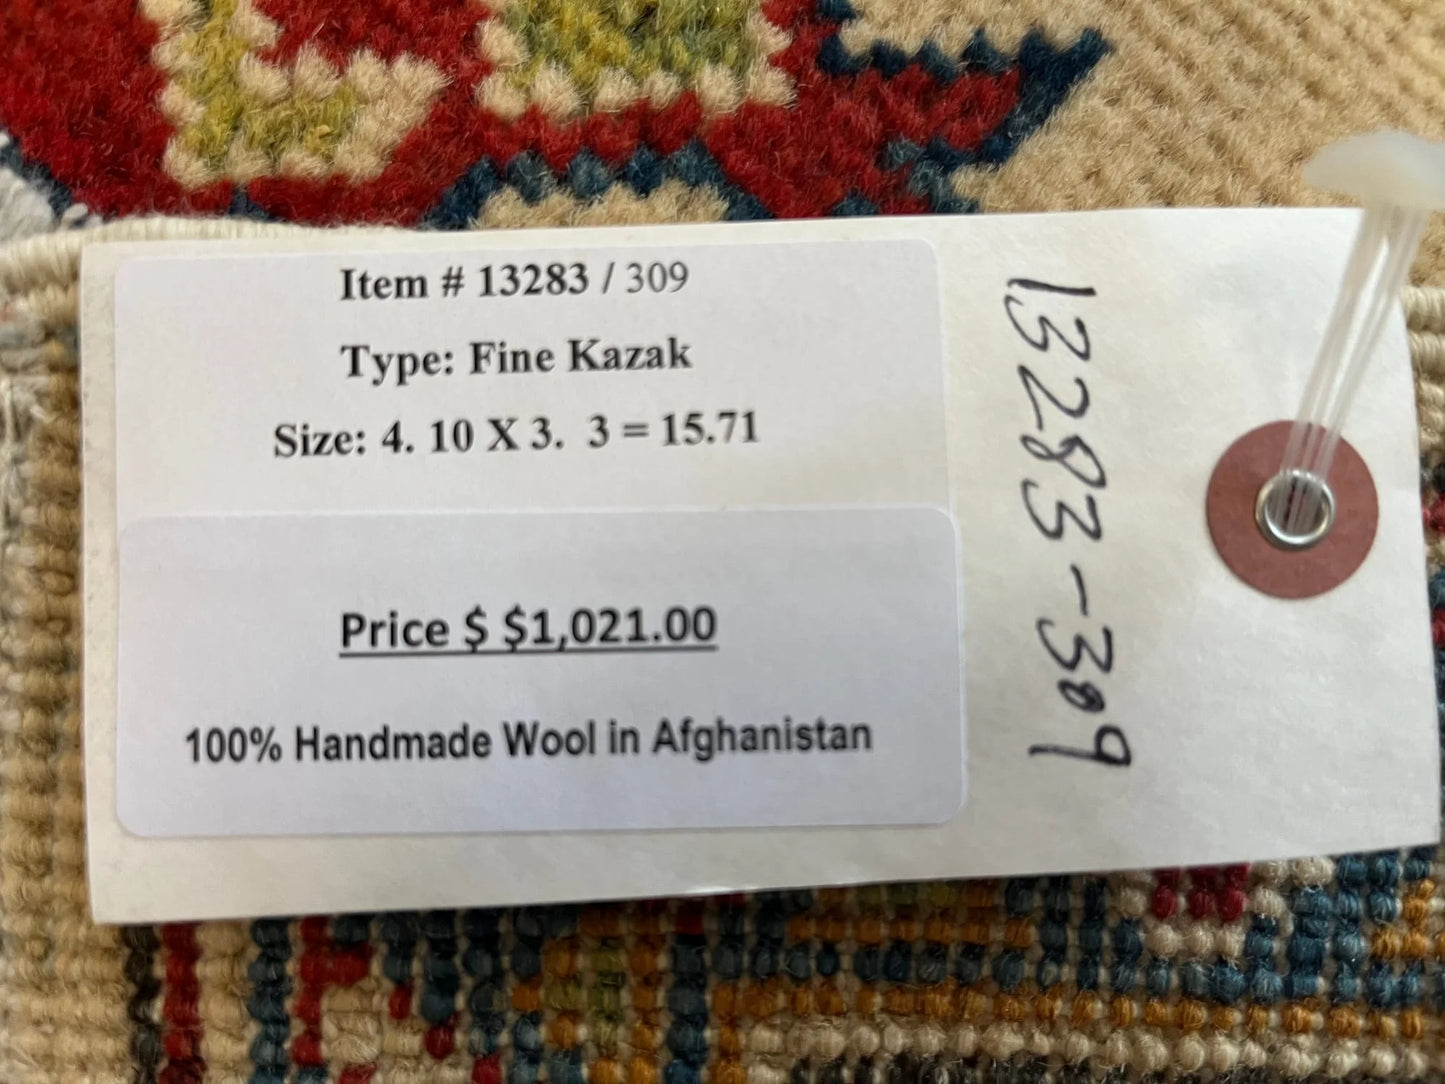 Item # 13283 / 309
Type: Fine Kazak
Size: 4. 10 X 3.  3 = 15.71
Price $ $1,021.00
100% Handmade Wool in Afghanistan
13283-309